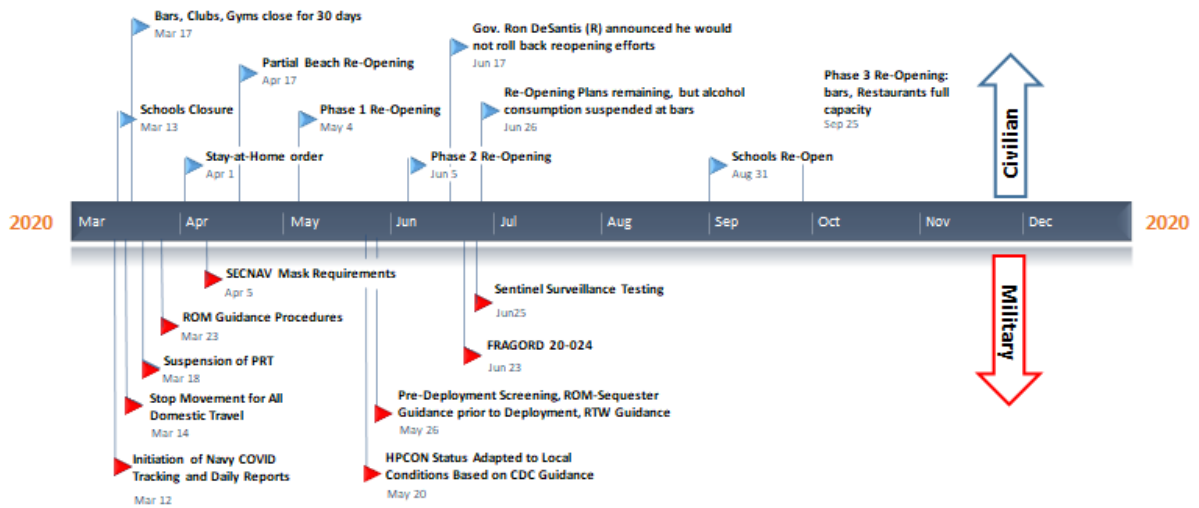 Bars, Clubs, Gyms close for 30 days
Mar 17
Gov. Ron DeSantis (R) announced he would
not roll back reopening efforts
Jun 17
Partial Beach Re-Opening
Apr 17
Phase 3 Re-Opening:
bars, Restaurants full
capacity
Sep 25
Re-Opening Plans remaining, but alcohol
consumption suspended at bars
Jun 26
Schools Closure
Mar 13
Phase 1 Re-Opening
May 4
Stay-at-Home order
Apr 1
Phase 2 Re-Opening
Jun 5
Schools Re-Open
Aug 31
Civilian
2020
Mar Apr May Jun Jul Aug Sep Oct Nov Dec
2020
SECNAV Mask Requirements
Apr 5
Sentinel Surveillance Testing
Jun25
ROM Guidance Procedures
Mar 23
FRAGORD 20-024
Jun 23
Suspension of PRT
Mar 18
Stop Movement for All
Domestic Travel
Mar 14
Pre-Deployment Screening, ROM-Sequester
Guidance prior to Deployment, RTW Guidance
May 26
Initiation of Navy COVID
Tracking and Daily Reports
Mar 12
HPCON Status Adapted to Local
Conditions Based on CDC Guidance
May 20
Military